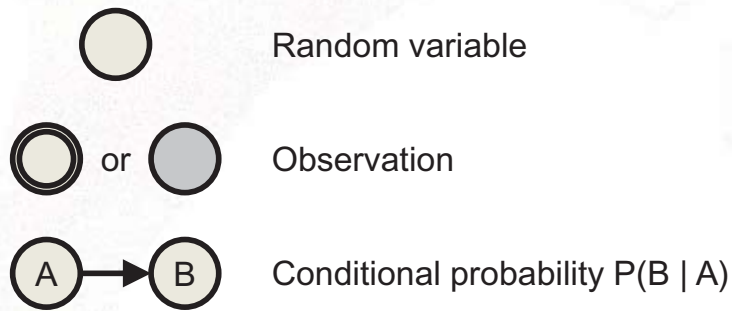 Random variable
or Observation
A B Conditional probability P(B | A)